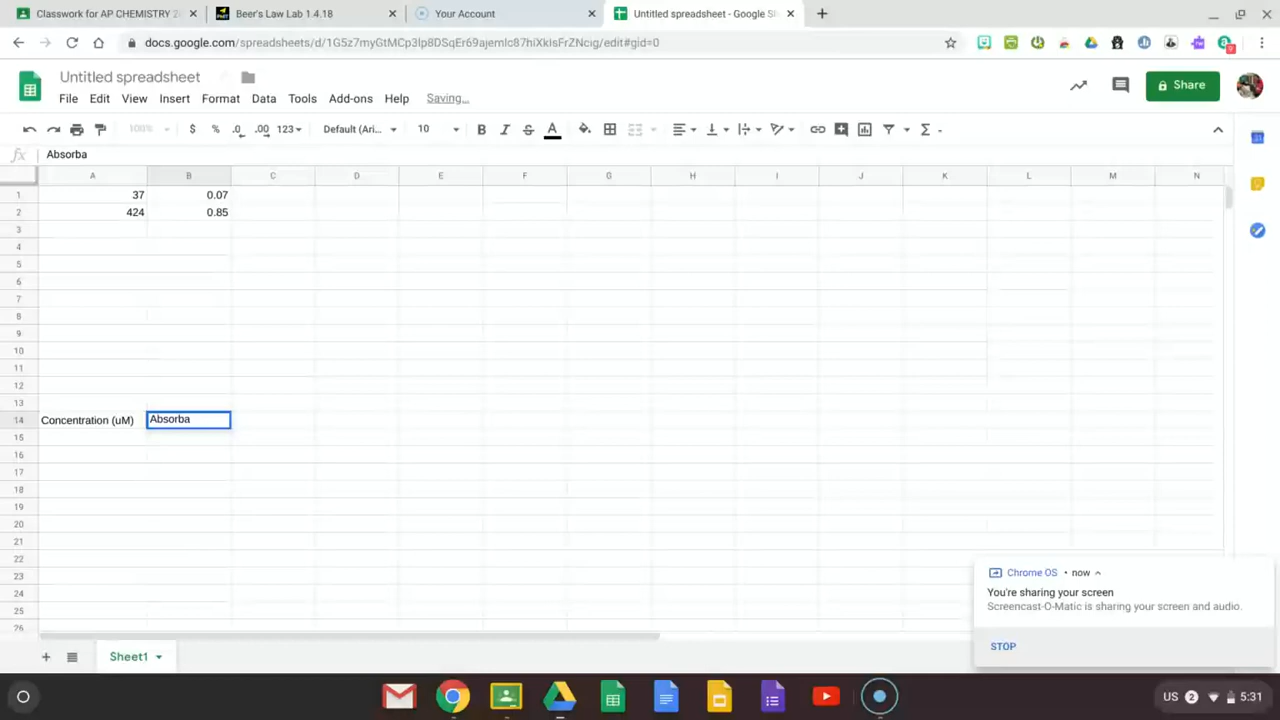 Classwork for AP CHEMISTRY 2 Beer's Law Lab 1.4.18 Your Account Untitled spreadsheet - Google S
docs.google.com/spreadsheets/d/1G5z7myGtMCp3Ip8DSqEr69ajemIc87hiXkIsFrZNcig/edit#gid=0
Untitled spreadsheet
File Edit View Insert Format Data Tools Add-ons Help Saving... Share
100% $ % .0 .00 123 Default (Ari... 10 B I S A Σ
fx Absorba
A B C D E F G H I J K L M N
1 37 0.07
2 424 0.85
3
4
5
6
7
8
9
10
11
12
13
14 Concentration (uM) Absorba
15
16
17
18
19
20
21
22
23
24
25
26
Chrome OS • now
You're sharing your screen
Screencast-O-Matic is sharing your screen and audio.
STOP
Sheet1
US 2 5:31